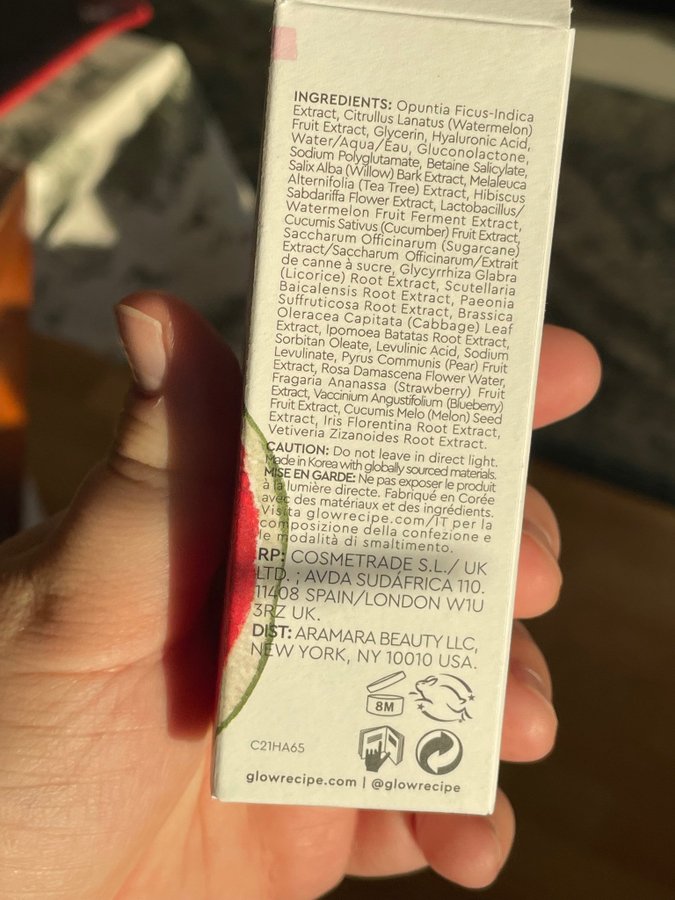 INGREDIENTS: Opuntia Ficus-Indica
Extract, Citrullus Lanatus (Watermelon)
Fruit Extract, Glycerin, Hyaluronic Acid,
Water/Aqua/Eau, Gluconolactone,
Sodium Polyglutamate, Betaine Salicylate,
Salix Alba (Willow) Bark Extract, Melaleuca
Alternifolia (Tea Tree) Extract, Hibiscus
Sabdariffa Flower Extract, Lactobacillus/
Watermelon Fruit Ferment Extract,
Cucumis Sativus (Cucumber) Fruit Extract,
Saccharum Officinarum (Sugarcane)
Extract/Saccharum Officinarum/Extrait
de canne à sucre, Glycyrrhiza Glabra
(Licorice) Root Extract, Scutellaria
Baicalensis Root Extract, Paeonia
Suffruticosa Root Extract, Brassica
Oleracea Capitata (Cabbage) Leaf
Extract, Ipomoea Batatas Root Extract,
Sorbitan Oleate, Levulinic Acid, Sodium
Levulinate, Pyrus Communis (Pear) Fruit
Extract, Rosa Damascena Flower Water,
Fragaria Ananassa (Strawberry) Fruit
Extract, Vaccinium Angustifolium (Blueberry)
Fruit Extract, Cucumis Melo (Melon) Seed
Extract, Iris Florentina Root Extract,
Vetiveria Zizanoides Root Extract.
CAUTION: Do not leave in direct light.
Made in Korea with globally sourced materials.
MISE EN GARDE: Ne pas exposer le produit
à la lumière directe. Fabriqué en Corée
avec des matériaux et des ingrédients.
Visita glowrecipe.com/IT per la
composizione della confezione e
le modalità di smaltimento.
RP: COSMETRADE S.L./ UK
LTD. ; AVDA SUDÁFRICA 110.
11408 SPAIN/LONDON W1U
3RZ UK.
DIST: ARAMARA BEAUTY LLC,
NEW YORK, NY 10010 USA.
8M
C21HA65
glowrecipe.com | @glowrecipe